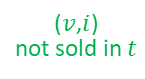 (v,i)
not sold in t